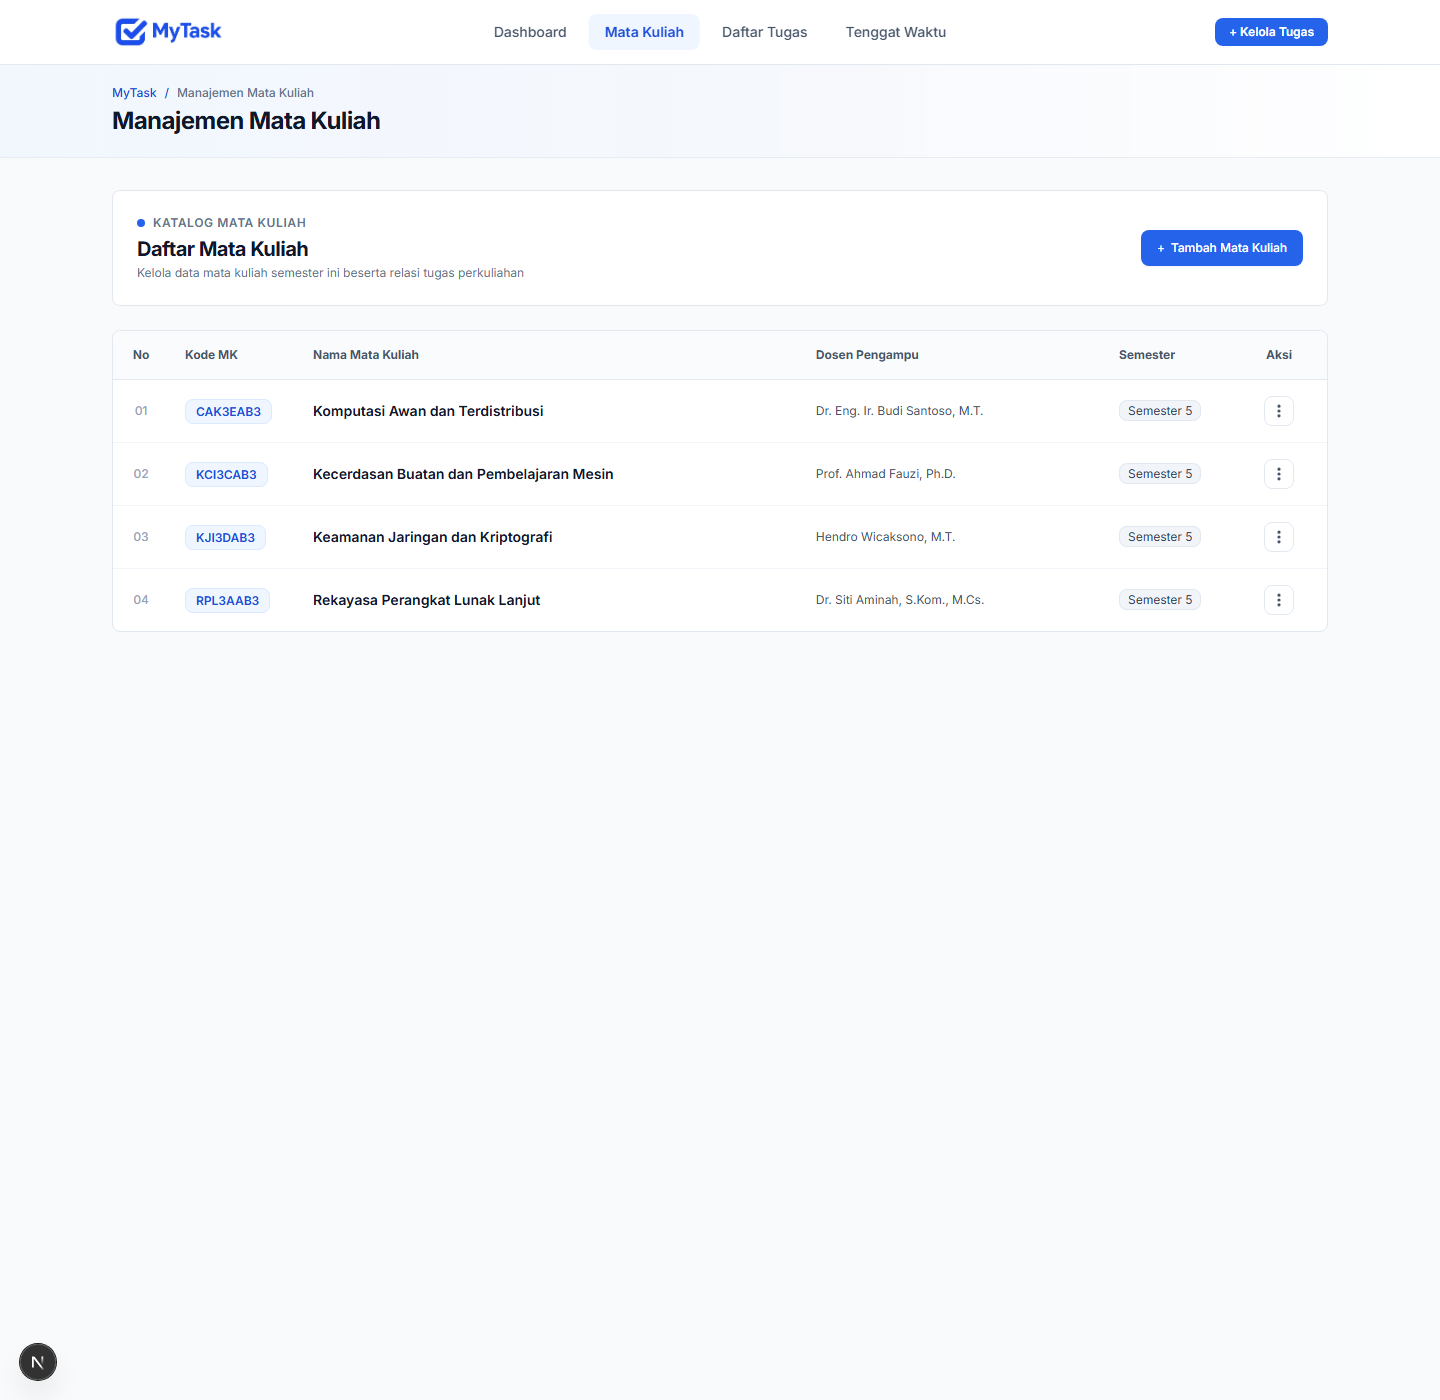 MyTask
Dashboard
Mata Kuliah
Daftar Tugas
Tenggat Waktu
+ Kelola Tugas
MyTask / Manajemen Mata Kuliah
Manajemen Mata Kuliah
KATALOG MATA KULIAH
Daftar Mata Kuliah
Kelola data mata kuliah semester ini beserta relasi tugas perkuliahan
+ Tambah Mata Kuliah
No Kode MK Nama Mata Kuliah Dosen Pengampu Semester Aksi
01 CAK3EAB3 Komputasi Awan dan Terdistribusi Dr. Eng. Ir. Budi Santoso, M.T. Semester 5
02 KCI3CAB3 Kecerdasan Buatan dan Pembelajaran Mesin Prof. Ahmad Fauzi, Ph.D. Semester 5
03 KJI3DAB3 Keamanan Jaringan dan Kriptografi Hendro Wicaksono, M.T. Semester 5
04 RPL3AAB3 Rekayasa Perangkat Lunak Lanjut Dr. Siti Aminah, S.Kom., M.Cs. Semester 5
N